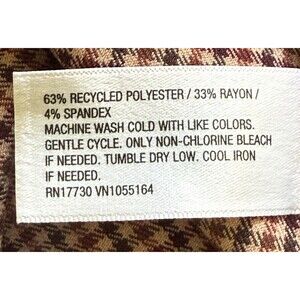 63% RECYCLED POLYESTER / 33% RAYON /
4% SPANDEX
MACHINE WASH COLD WITH LIKE COLORS.
GENTLE CYCLE. ONLY NON-CHLORINE BLEACH
IF NEEDED. TUMBLE DRY LOW. COOL IRON
IF NEEDED.
RN17730 VN1055164